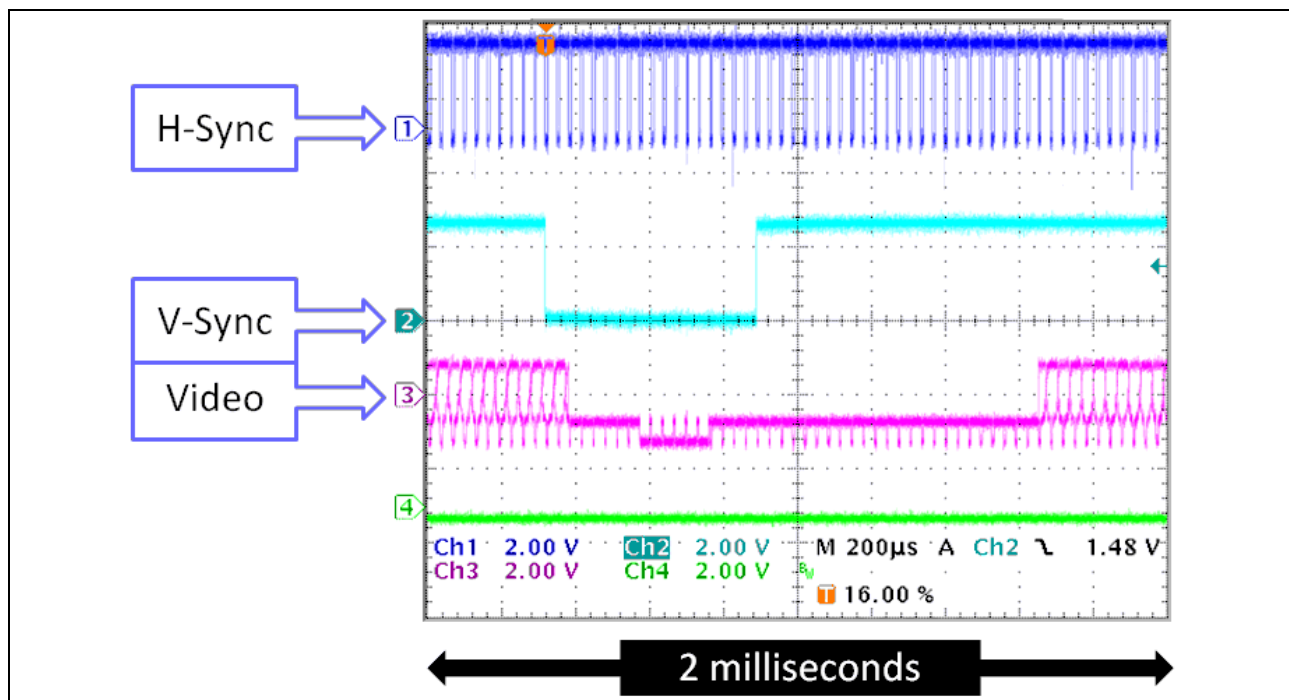 T
H-Sync
1
V-Sync
2
Video
3
4
Ch1 2.00 V Ch2 2.00 V M 200µs A Ch2 1.48 V
Ch3 2.00 V Ch4 2.00 V BW
T 16.00 %
2 milliseconds